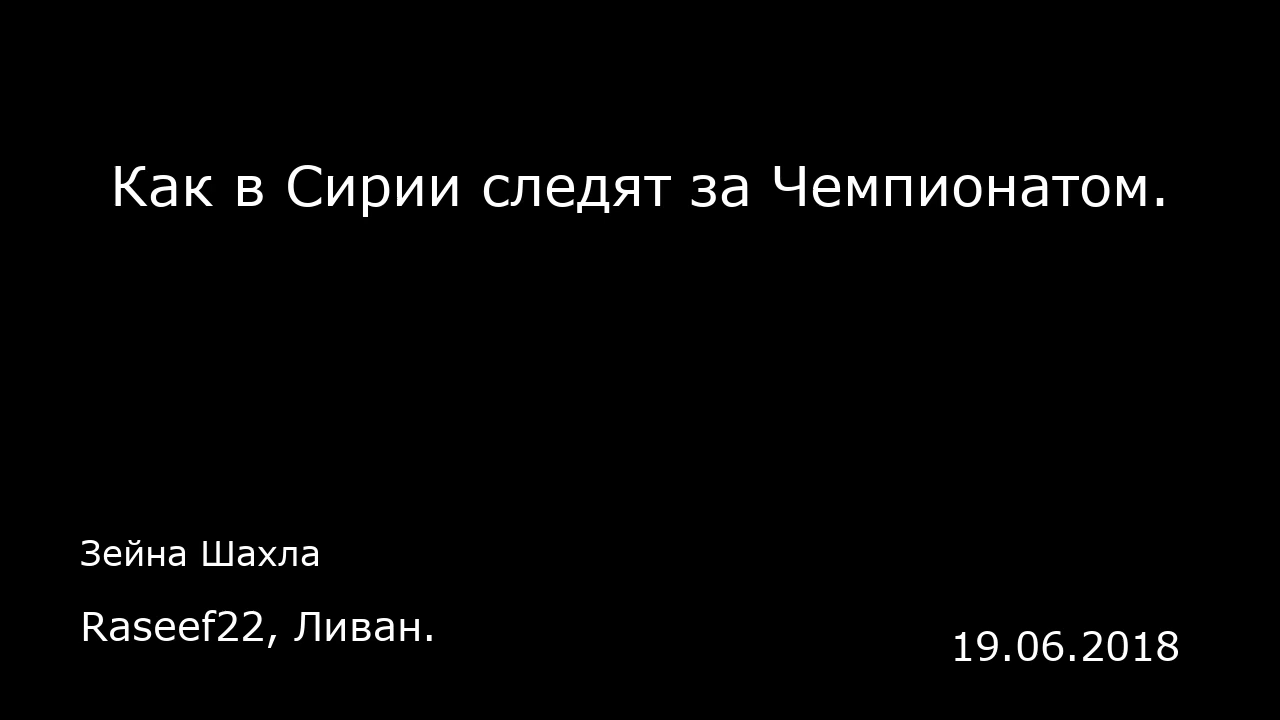 Как в Сирии следят за Чемпионатом.
Зейна Шахла
Raseef22, Ливан.
19.06.2018